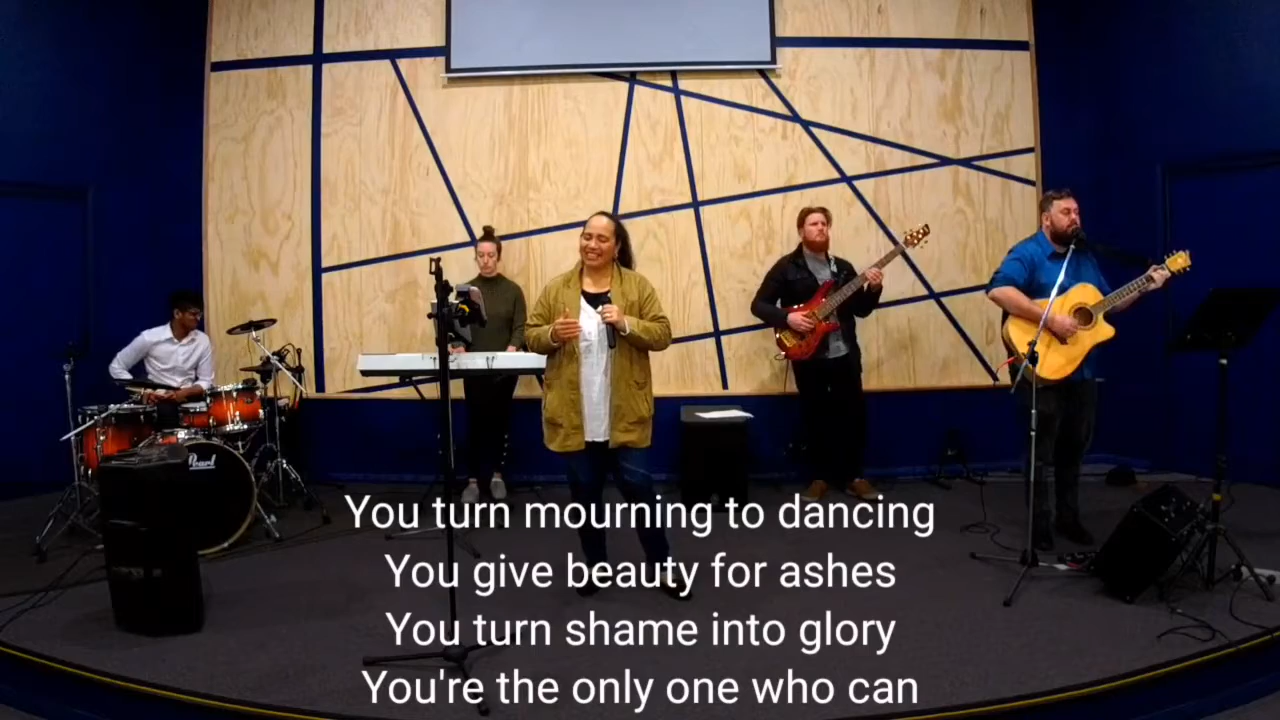 Pearl
You turn mourning to dancing
You give beauty for ashes
You turn shame into glory
You're the only one who can